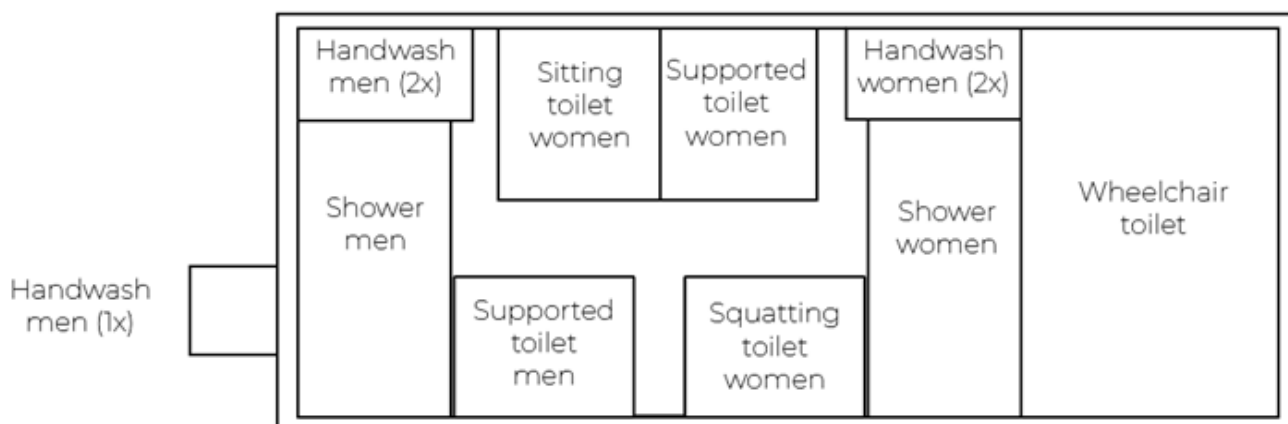 Handwash
men (2x)
Sitting
toilet
women
Supported
toilet
women
Handwash
women (2x)
Shower
men
Shower
women
Wheelchair
toilet
Handwash
men (1x)
Supported
toilet
men
Squatting
toilet
women